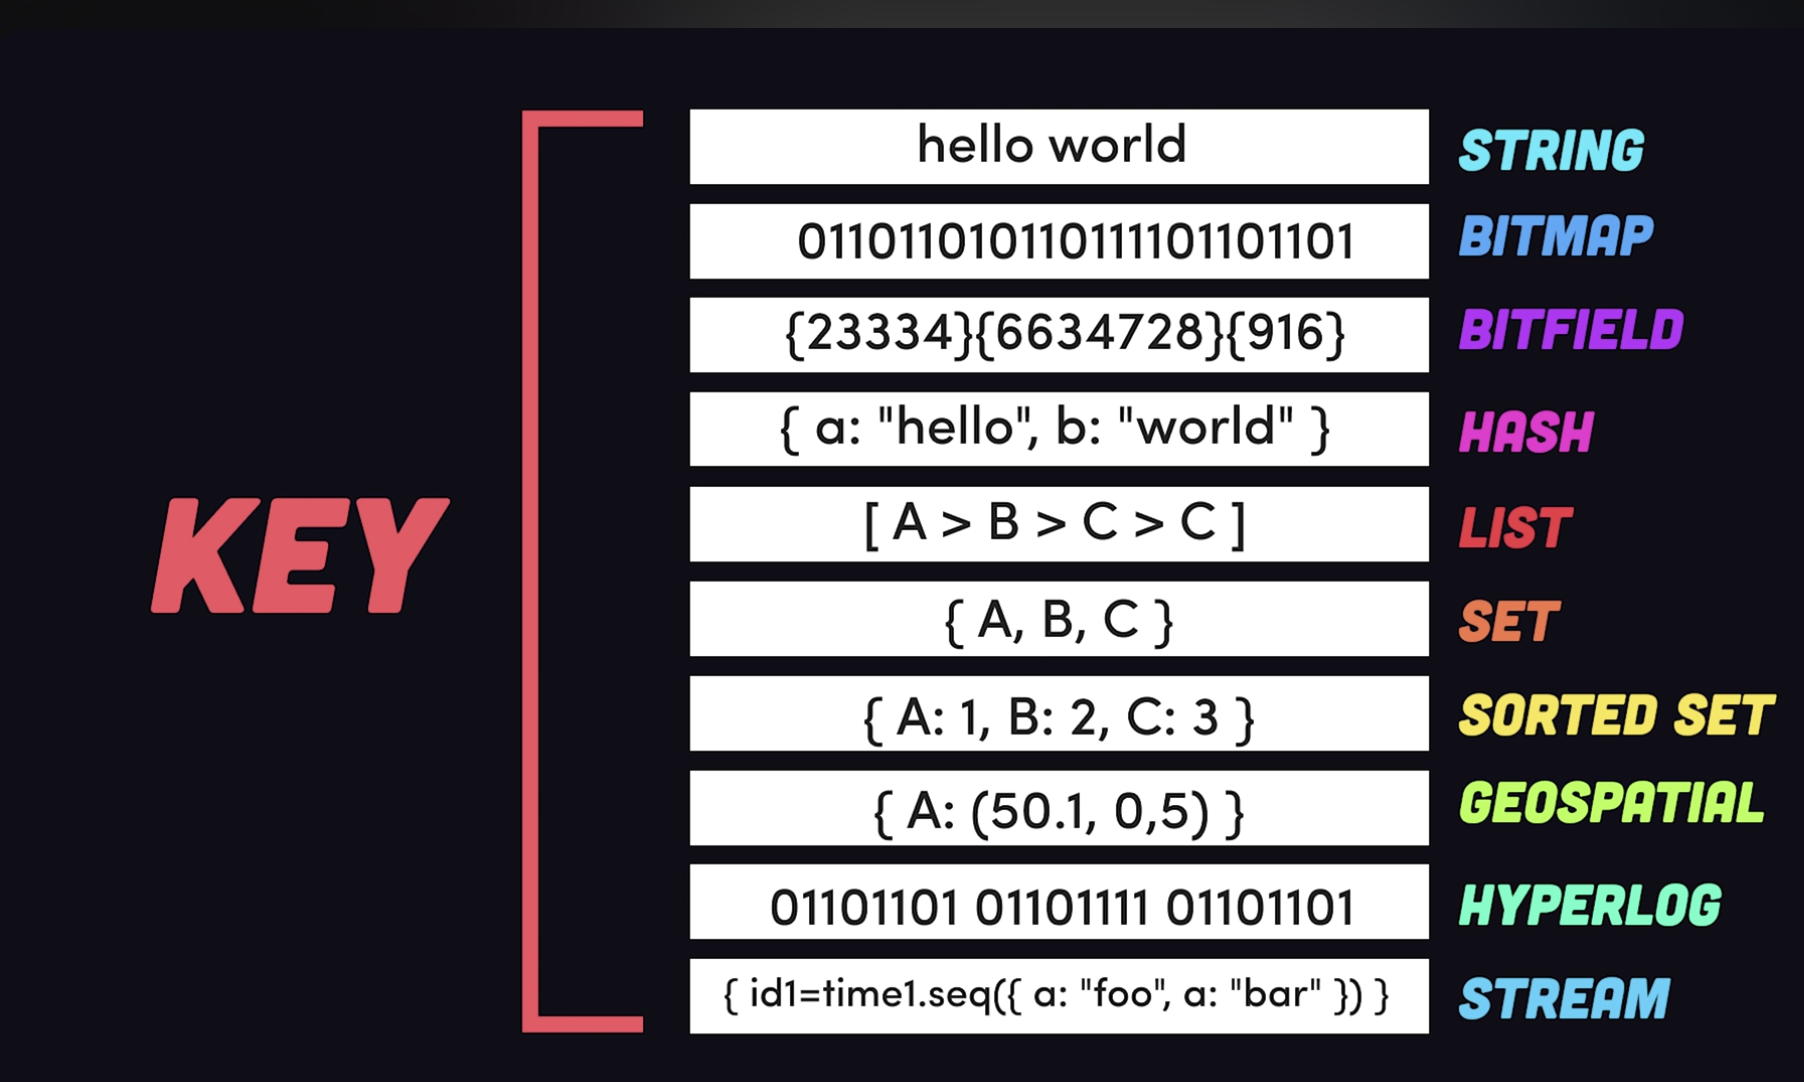 KEY
hello world STRING
011011010110111101101101 BITMAP
{23334}{6634728}{916} BITFIELD
{ a: "hello", b: "world" } HASH
[ A > B > C > C ] LIST
{ A, B, C } SET
{ A: 1, B: 2, C: 3 } SORTED SET
{ A: (50.1, 0,5) } GEOSPATIAL
01101101 01101111 01101101 HYPERLOG
{ id1=time1.seq({ a: "foo", a: "bar" }) } STREAM